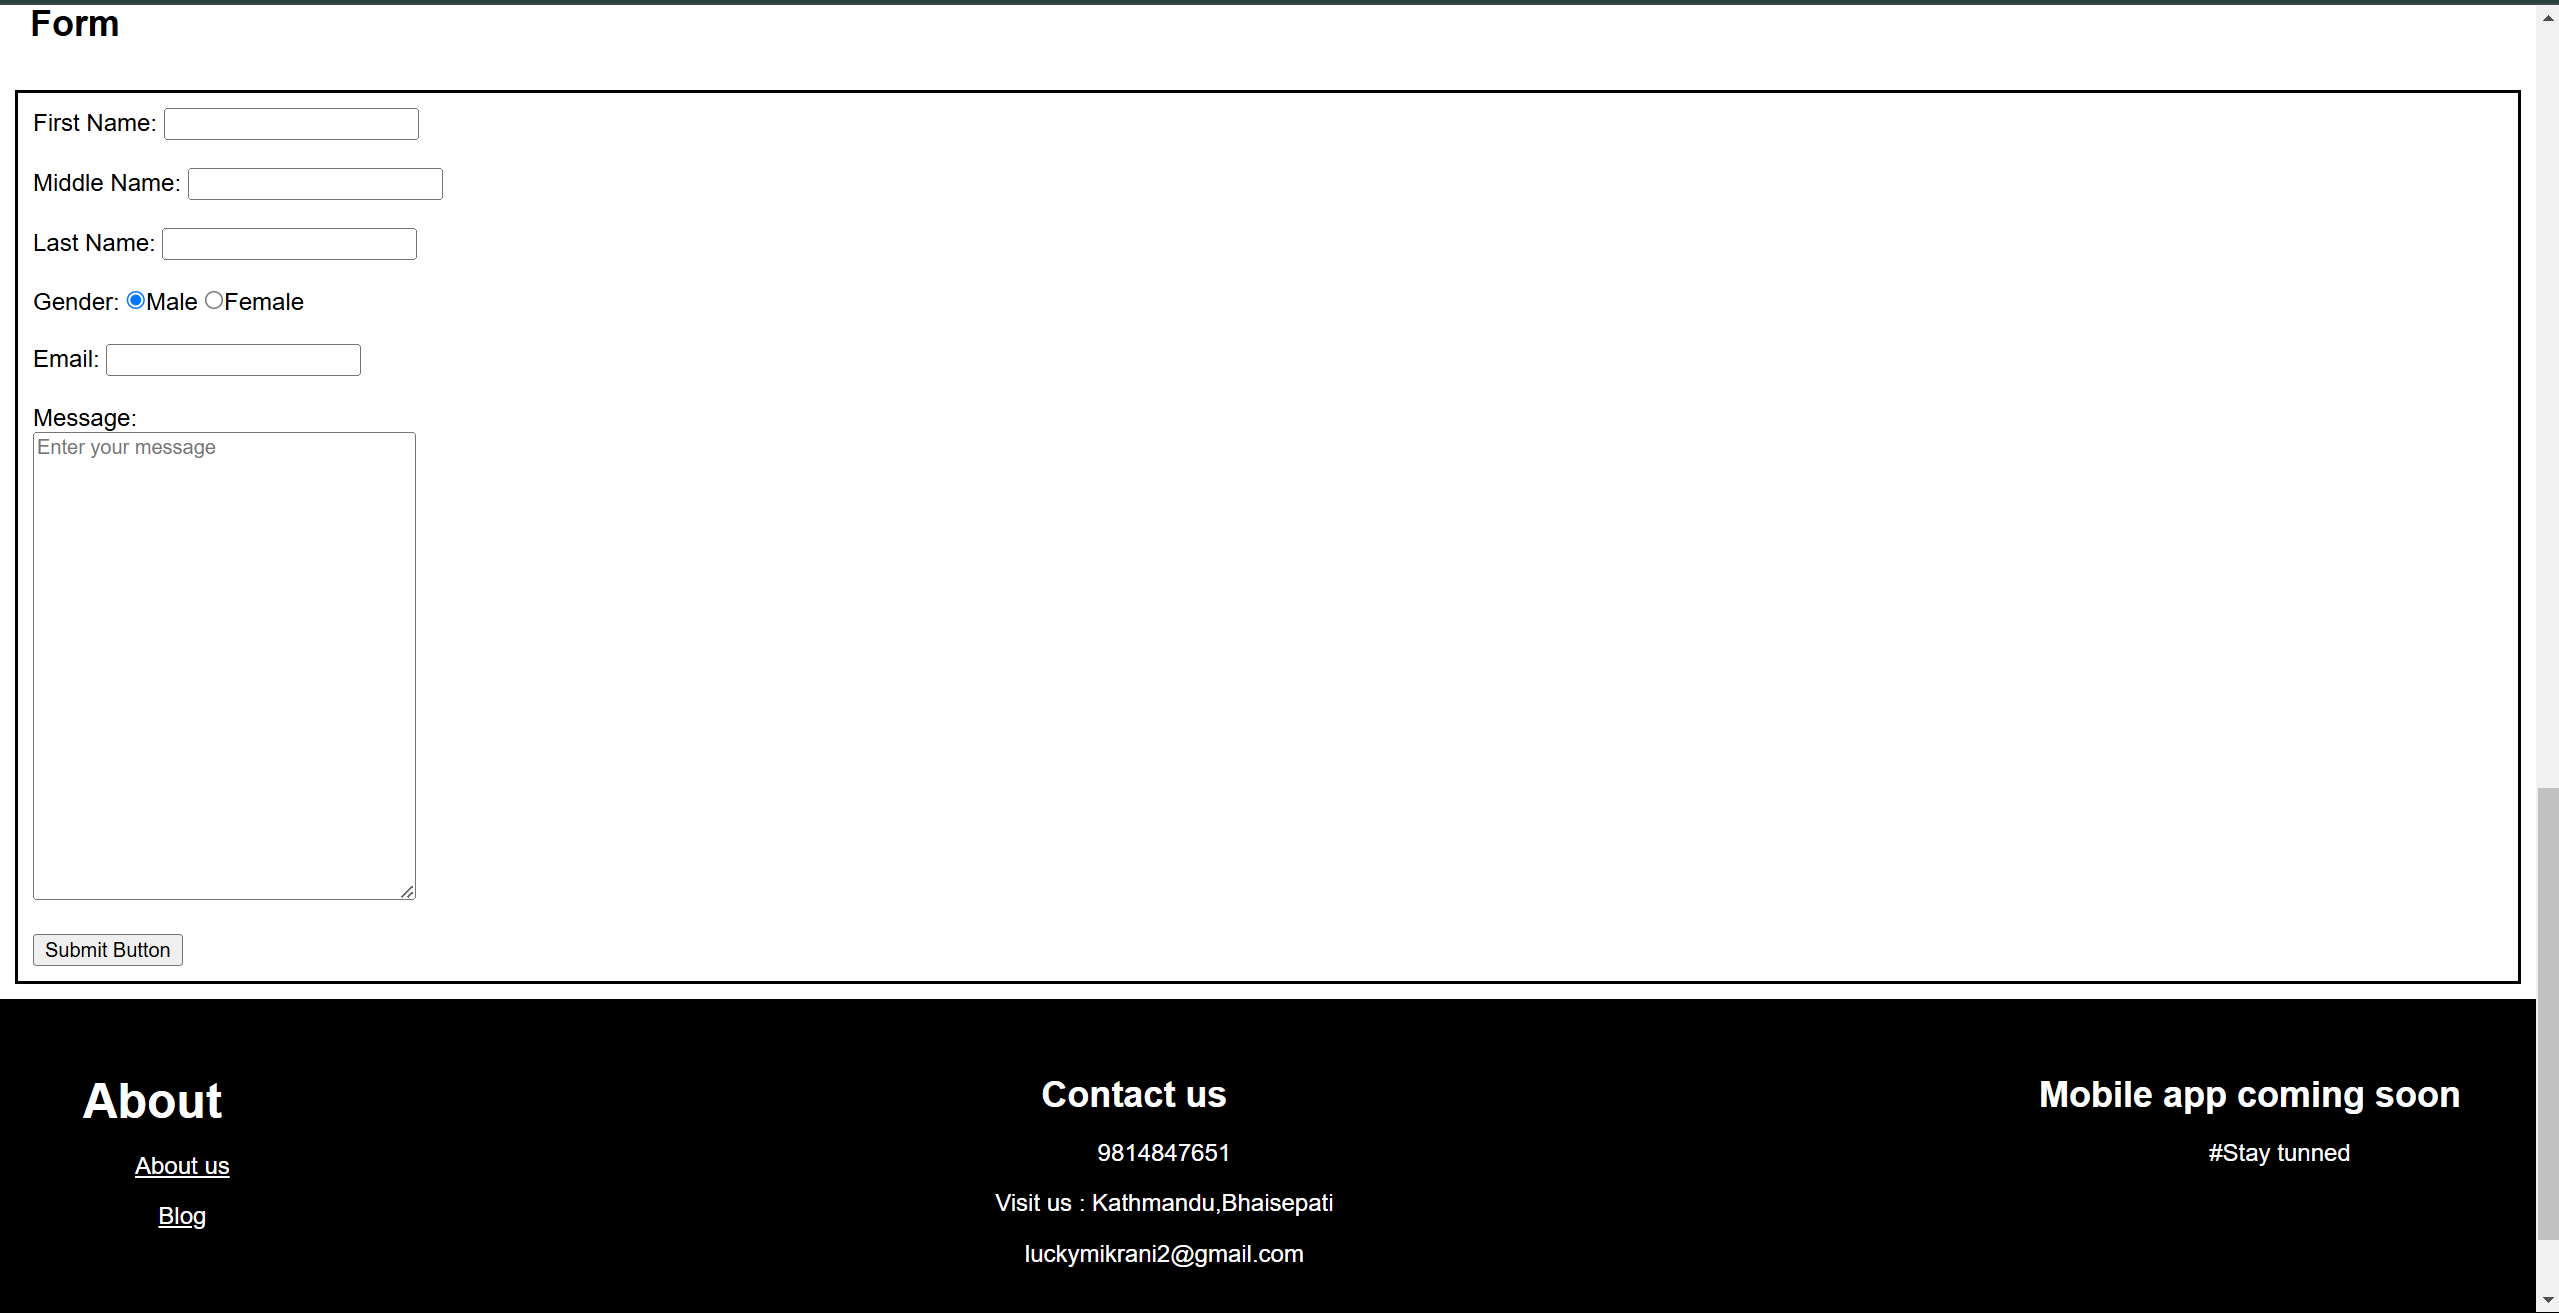 Form
First Name:
Middle Name:
Last Name:
Gender: Male Female
Email:
Message:
Enter your message
Submit Button
About
About us
Blog
Contact us
9814847651
Visit us : Kathmandu,Bhaisepati
luckymikrani2@gmail.com
Mobile app coming soon
#Stay tunned